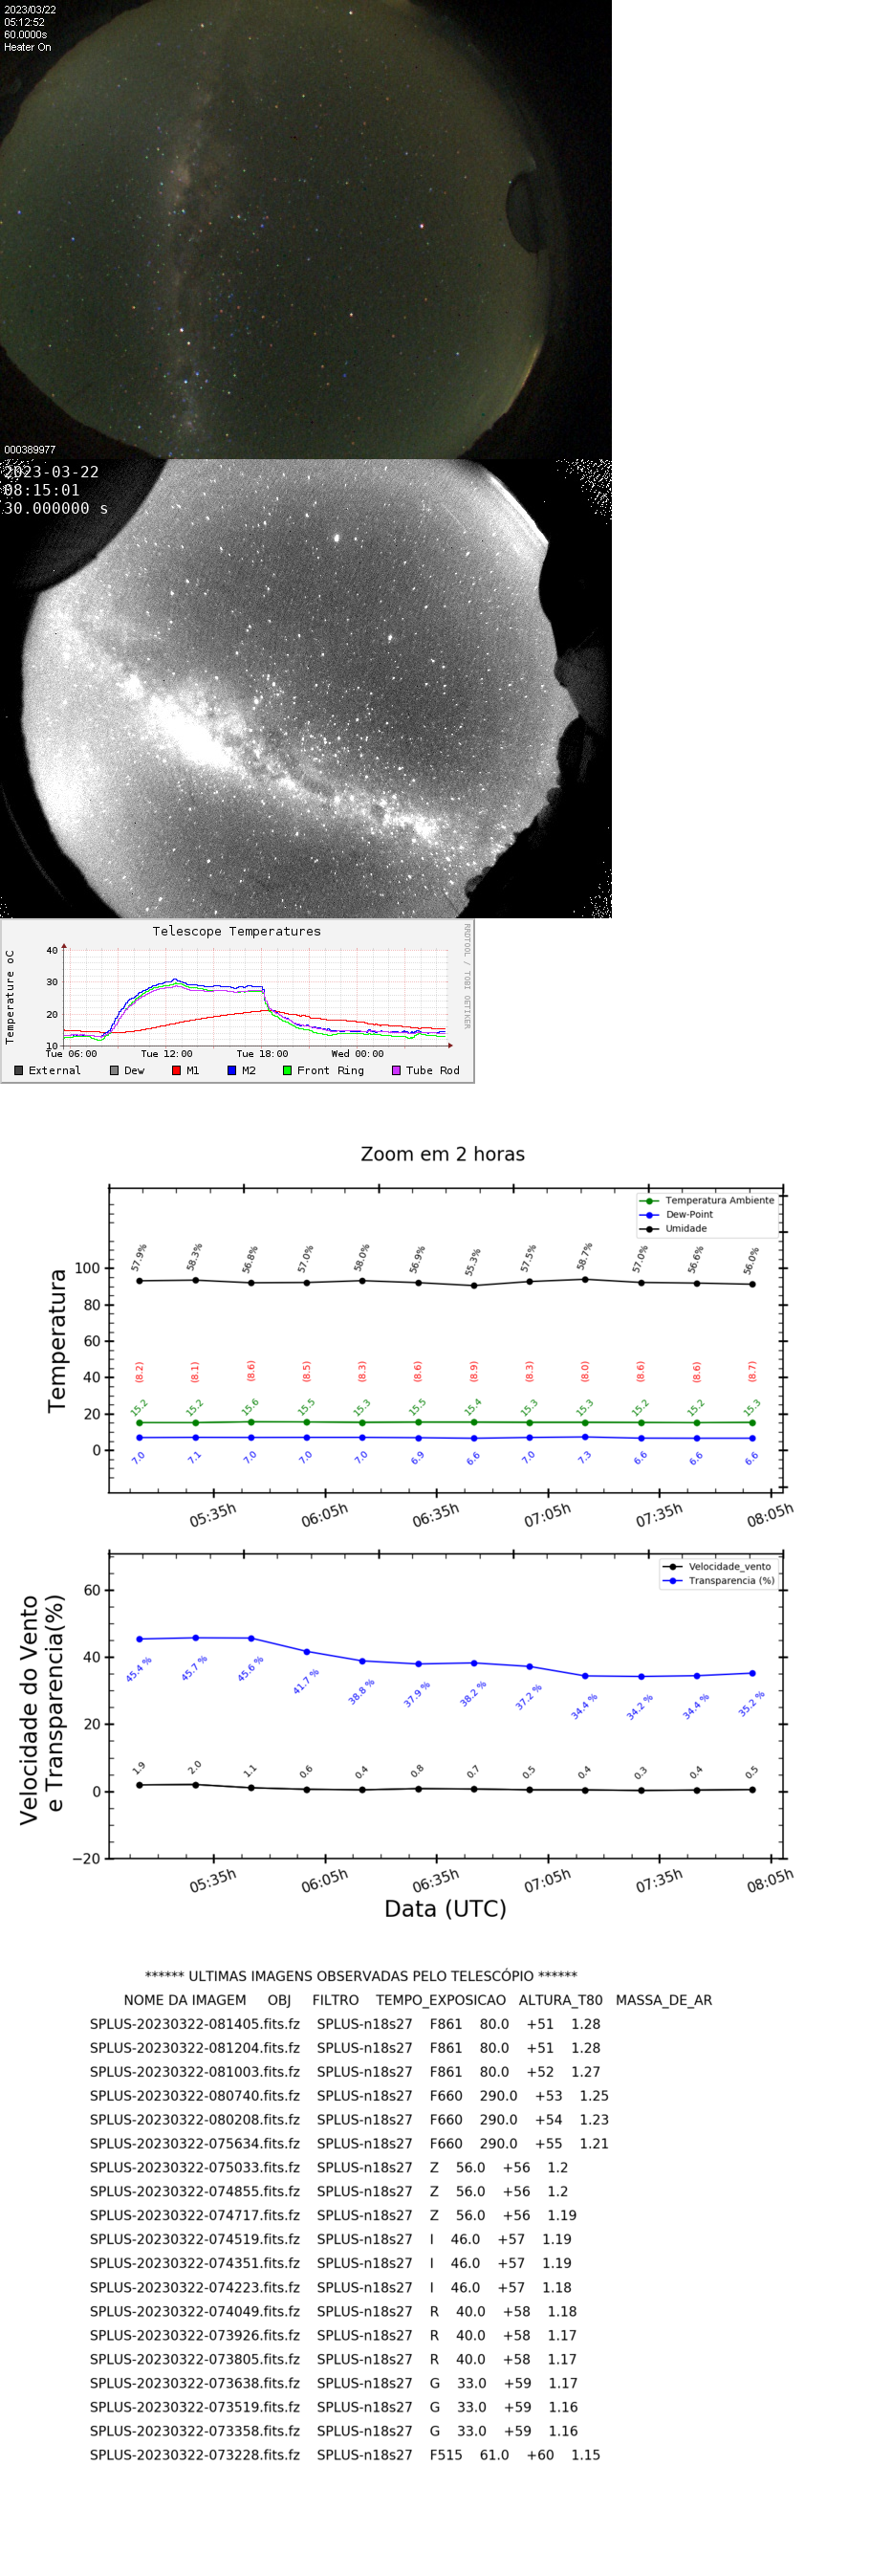 2023/03/22
05:12:52
60.0000s
Heater On
000389977
2023-03-22
08:15:01
30.000000 s
Telescope Temperatures
Temperature oC
40
30
20
10
Tue 06:00 Tue 12:00 Tue 18:00 Wed 00:00
External Dew M1 M2 Front Ring Tube Rod
RRDTOOL / TOBI OETIKER
Zoom em 2 horas
Temperatura
Temperatura Ambiente
Dew-Point
Umidade
100
80
60
40
20
0
57.9% 58.3% 56.8% 57.0% 58.0% 56.9% 55.3% 57.5% 58.7% 57.0% 56.6% 56.0%
(8.2) (8.1) (8.6) (8.5) (8.3) (8.6) (8.9) (8.3) (8.0) (8.6) (8.6) (8.7)
15.2 15.2 15.6 15.5 15.3 15.5 15.4 15.3 15.3 15.2 15.2 15.3
7.0 7.1 7.0 7.0 7.0 6.9 6.6 7.0 7.3 6.6 6.6 6.6
05:35h 06:05h 06:35h 07:05h 07:35h 08:05h
Velocidade do Vento
e Transparencia(%)
Velocidade_vento
Transparencia (%)
60
40
20
0
−20
45.4 % 45.7 % 45.6 % 41.7 % 38.8 % 37.9 % 38.2 % 37.2 % 34.4 % 34.2 % 34.4 % 35.2 %
1.9 2.0 1.1 0.6 0.4 0.8 0.7 0.5 0.4 0.3 0.4 0.5
05:35h 06:05h 06:35h 07:05h 07:35h 08:05h
Data (UTC)
****** ULTIMAS IMAGENS OBSERVADAS PELO TELESCÓPIO ******
NOME DA IMAGEM OBJ FILTRO TEMPO_EXPOSICAO ALTURA_T80 MASSA_DE_AR
SPLUS-20230322-081405.fits.fz SPLUS-n18s27 F861 80.0 +51 1.28
SPLUS-20230322-081204.fits.fz SPLUS-n18s27 F861 80.0 +51 1.28
SPLUS-20230322-081003.fits.fz SPLUS-n18s27 F861 80.0 +52 1.27
SPLUS-20230322-080740.fits.fz SPLUS-n18s27 F660 290.0 +53 1.25
SPLUS-20230322-080208.fits.fz SPLUS-n18s27 F660 290.0 +54 1.23
SPLUS-20230322-075634.fits.fz SPLUS-n18s27 F660 290.0 +55 1.21
SPLUS-20230322-075033.fits.fz SPLUS-n18s27 Z 56.0 +56 1.2
SPLUS-20230322-074855.fits.fz SPLUS-n18s27 Z 56.0 +56 1.2
SPLUS-20230322-074717.fits.fz SPLUS-n18s27 Z 56.0 +56 1.19
SPLUS-20230322-074519.fits.fz SPLUS-n18s27 I 46.0 +57 1.19
SPLUS-20230322-074351.fits.fz SPLUS-n18s27 I 46.0 +57 1.19
SPLUS-20230322-074223.fits.fz SPLUS-n18s27 I 46.0 +57 1.18
SPLUS-20230322-074049.fits.fz SPLUS-n18s27 R 40.0 +58 1.18
SPLUS-20230322-073926.fits.fz SPLUS-n18s27 R 40.0 +58 1.17
SPLUS-20230322-073805.fits.fz SPLUS-n18s27 R 40.0 +58 1.17
SPLUS-20230322-073638.fits.fz SPLUS-n18s27 G 33.0 +59 1.17
SPLUS-20230322-073519.fits.fz SPLUS-n18s27 G 33.0 +59 1.16
SPLUS-20230322-073358.fits.fz SPLUS-n18s27 G 33.0 +59 1.16
SPLUS-20230322-073228.fits.fz SPLUS-n18s27 F515 61.0 +60 1.15